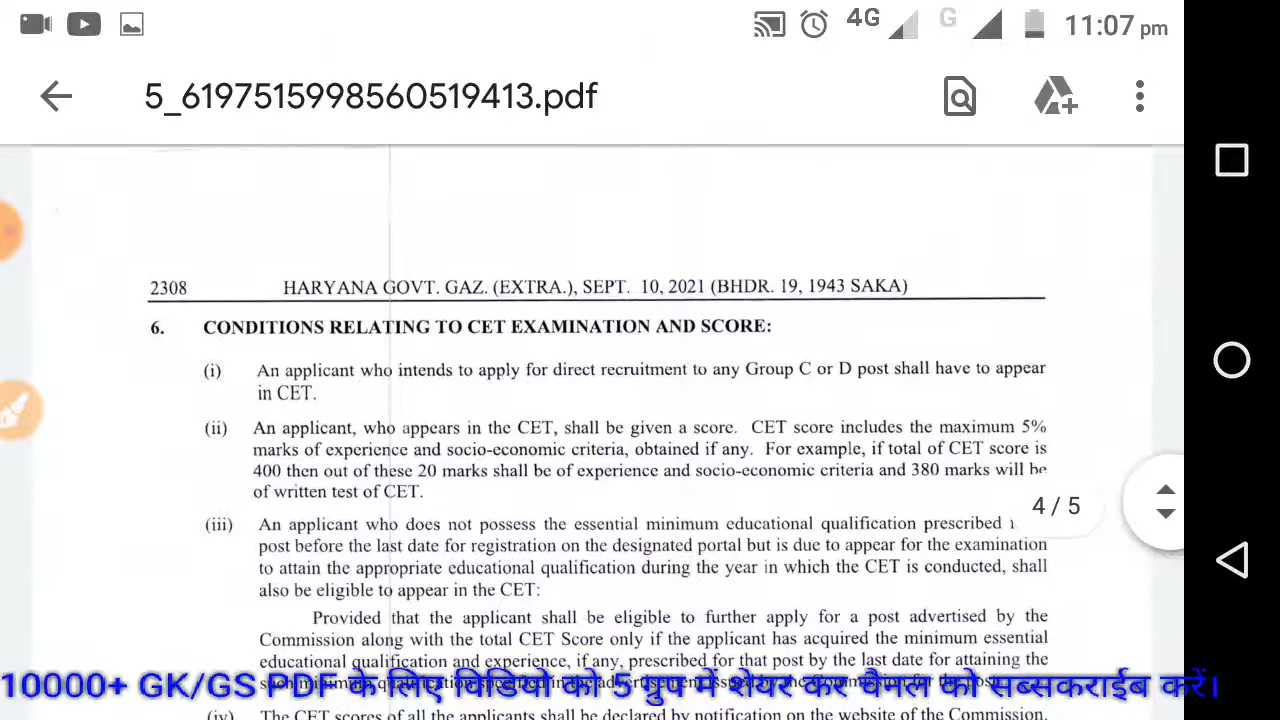 4G G 11:07 pm
5_6197515998560519413.pdf
2308 HARYANA GOVT. GAZ. (EXTRA.), SEPT. 10, 2021 (BHDR. 19, 1943 SAKA)
6. CONDITIONS RELATING TO CET EXAMINATION AND SCORE:
(i) An applicant who intends to apply for direct recruitment to any Group C or D post shall have to appear
in CET.
(ii) An applicant, who appears in the CET, shall be given a score. CET score includes the maximum 5%
marks of experience and socio-economic criteria, obtained if any. For example, if total of CET score is
400 then out of these 20 marks shall be of experience and socio-economic criteria and 380 marks will be
of written test of CET.
4 / 5
(iii) An applicant who does not possess the essential minimum educational qualification prescribed
post before the last date for registration on the designated portal but is due to appear for the examination
to attain the appropriate educational qualification during the year in which the CET is conducted, shall
also be eligible to appear in the CET:
Provided that the applicant shall be eligible to further apply for a post advertised by the
Commission along with the total CET Score only if the applicant has acquired the minimum essential
educational qualification and experience, if any, prescribed for that post by the last date for attaining the
10000+ GK/GS PDF के लिए वीडियो को 5 ग्रुप में शेयर कर चैनल को सब्सकराईब करें।
(iv) The CET scores of all the applicants shall be declared by notification on the website of the Commission.